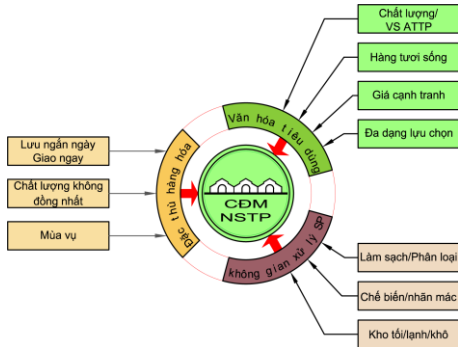 Chất lượng/
VS ATTP
Hàng tươi sống
Giá cạnh tranh
Đa dạng lựu chọn
Văn hóa tiêu dùng
Lưu ngắn ngày
Giao ngay
Chất lượng không
đồng nhất
Mùa vụ
Đặc thù hàng hóa
CĐM
NSTP
không gian xử lý SP
Làm sạch/Phân loại
Chế biến/nhãn mác
Kho tối/lạnh/khô